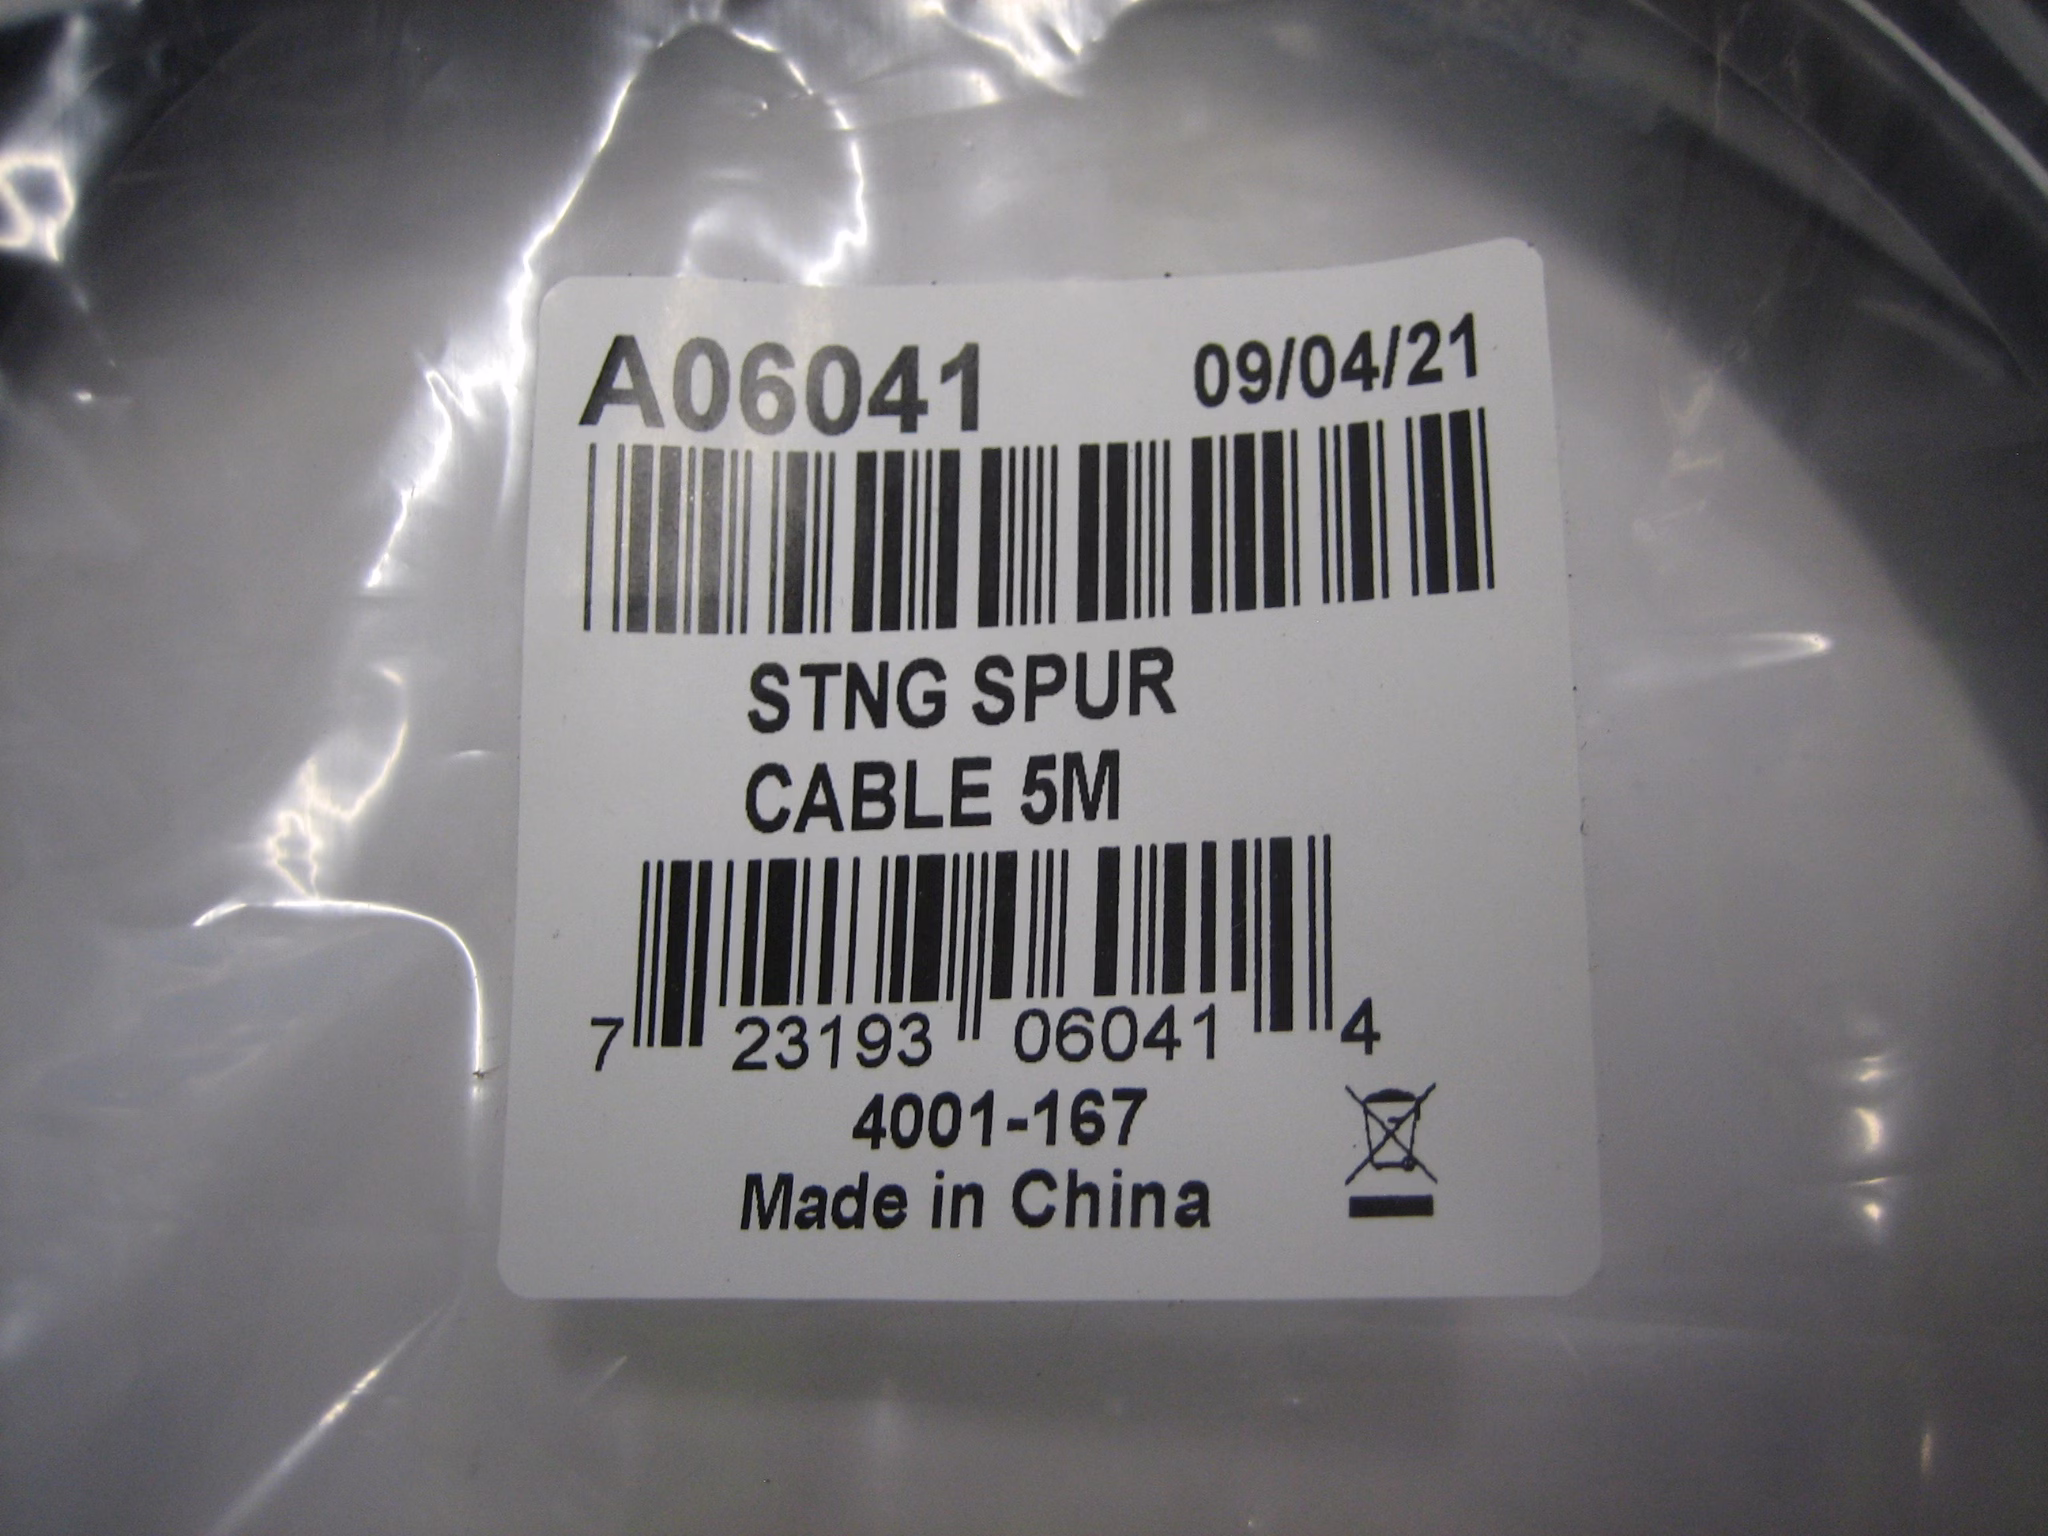 A06041 09/04/21
STNG SPUR
CABLE 5M
7 23193 06041 4
4001-167
Made in China